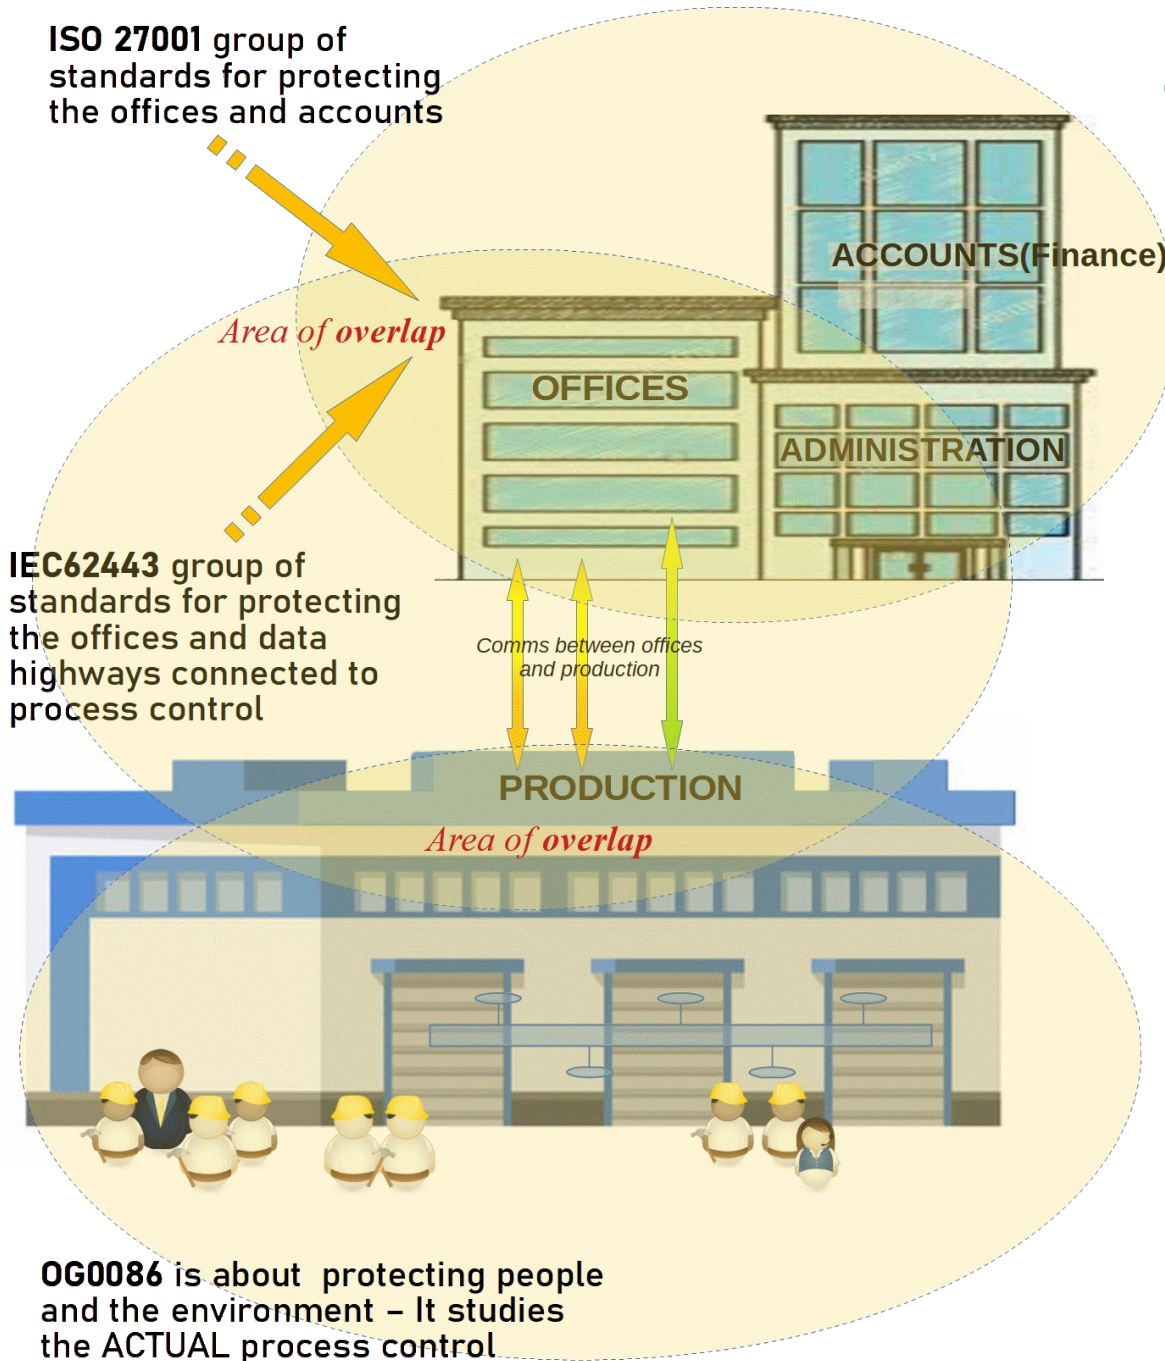 ISO 27001 group of
standards for protecting
the offices and accounts
ACCOUNTS(Finance)
Area of overlap
OFFICES
ADMINISTRATION
IEC62443 group of
standards for protecting
the offices and data
highways connected to
process control
Comms between offices
and production
PRODUCTION
Area of overlap
OG0086 is about  protecting people
and the environment – It studies
the ACTUAL process control